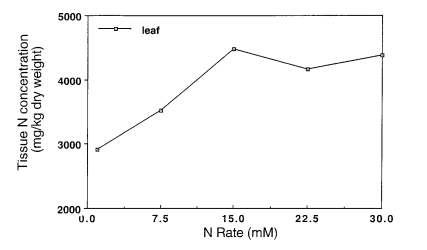 5000
leaf
4000
3000
2000
Tissue N concentration
(mg/kg dry weight)
0.0 7.5 15.0 22.5 30.0
N Rate (mM)